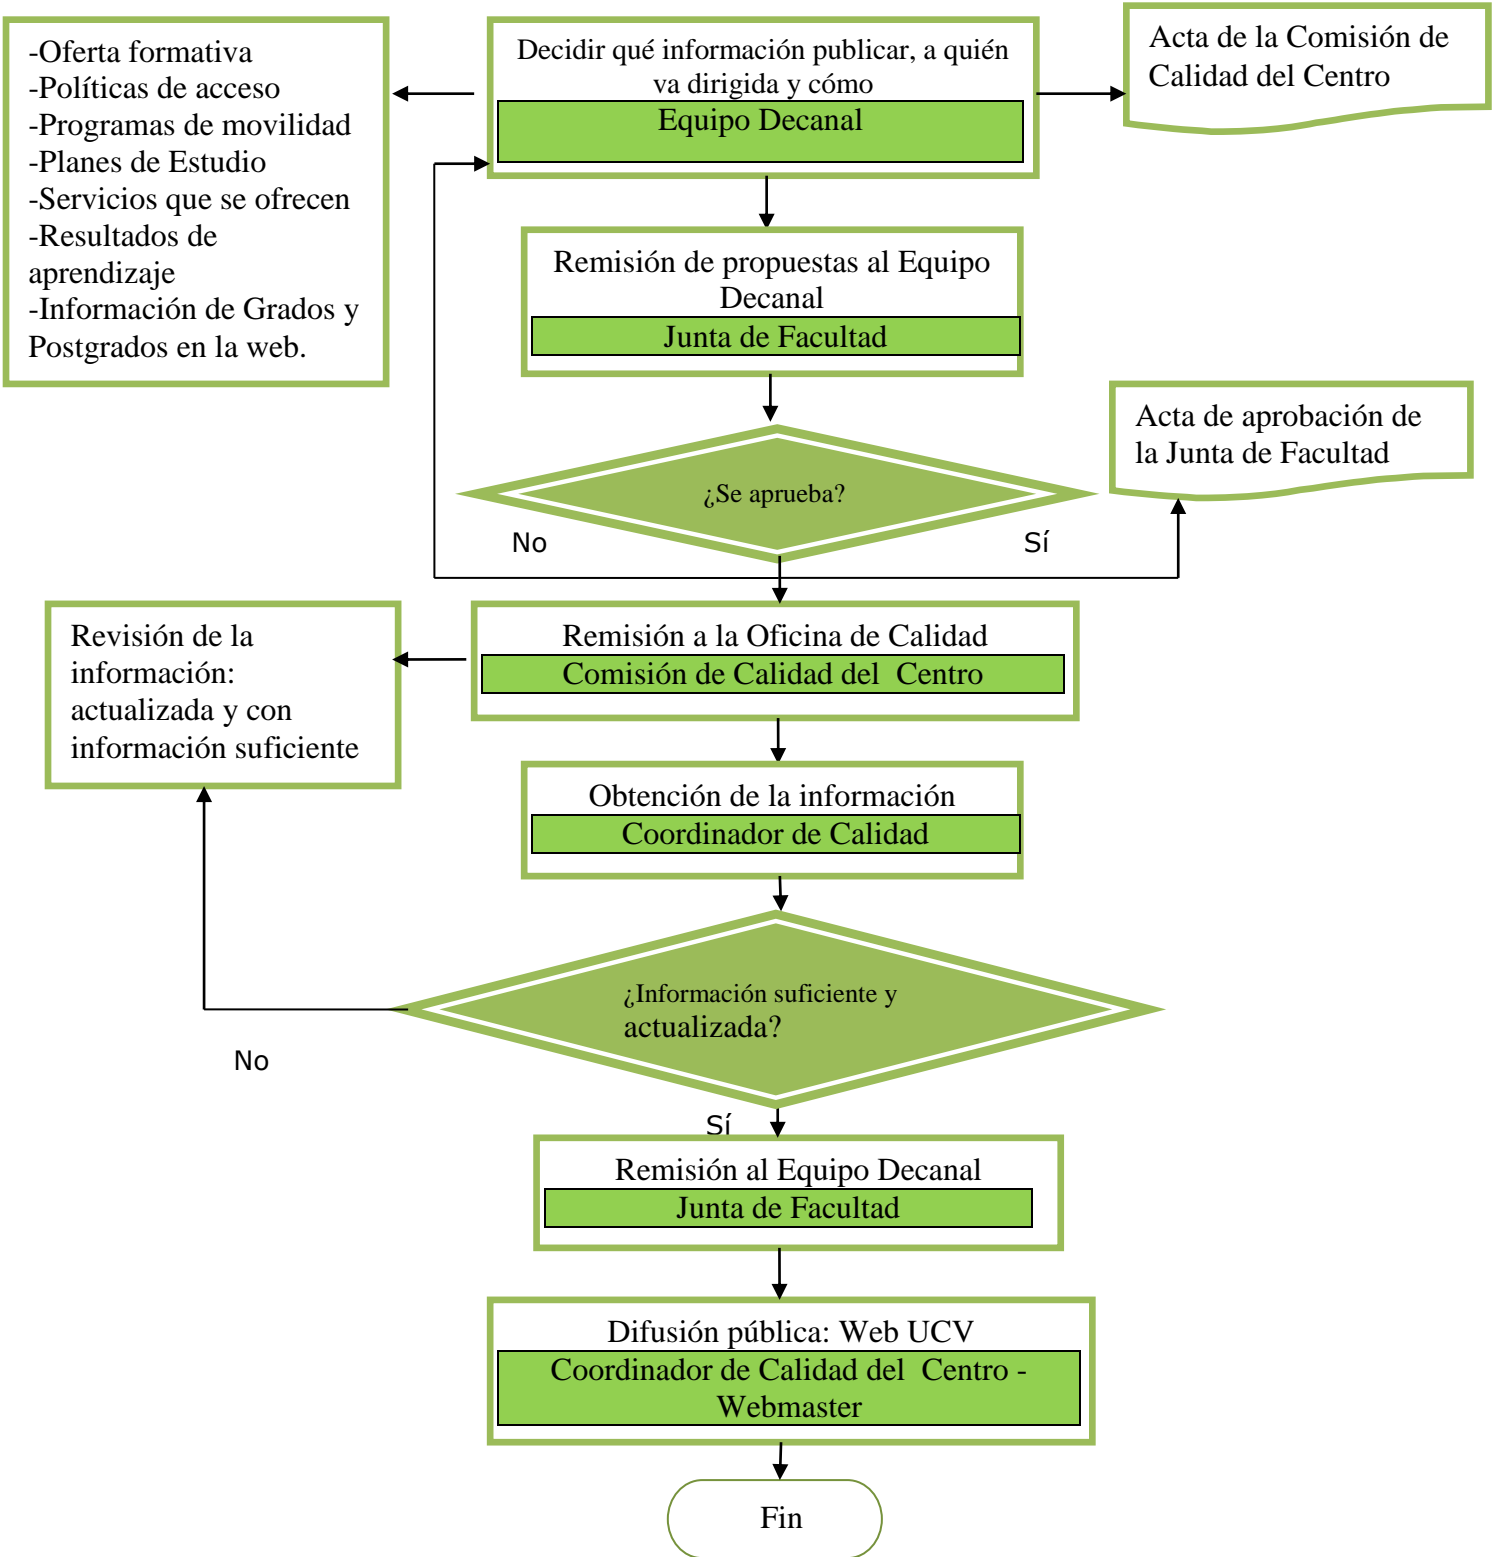 -Oferta formativa
-Políticas de acceso
-Programas de movilidad
-Planes de Estudio
-Servicios que se ofrecen
-Resultados de
aprendizaje
-Información de Grados y
Postgrados en la web.
Decidir qué información publicar, a quién
va dirigida y cómo
Equipo Decanal
Acta de la Comisión de
Calidad del Centro
Remisión de propuestas al Equipo
Decanal
Junta de Facultad
Acta de aprobación de
la Junta de Facultad
¿Se aprueba?
No
Sí
Revisión de la
información:
actualizada y con
información suficiente
Remisión a la Oficina de Calidad
Comisión de Calidad del  Centro
Obtención de la información
Coordinador de Calidad
¿Información suficiente y
actualizada?
No
Sí
Remisión al Equipo Decanal
Junta de Facultad
Difusión pública: Web UCV
Coordinador de Calidad del  Centro -
Webmaster
Fin